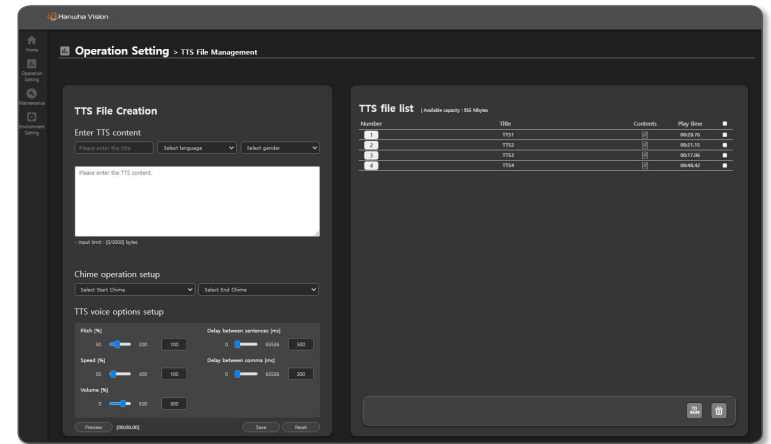 Hanwha Vision
Home
Operation Setting > TTS File Management
Operation
Setting
Maintenance
Environment
Setting
TTS File Creation
Enter TTS content
Please enter the title Select language Select gender
Please enter the TTS content.
- Input limit : [0/3000] bytes
Chime operation setup
Select Start Chime Select End Chime
TTS voice options setup
Pitch [%] Delay between sentences [ms]
50 200 100 0 65536 500
Speed [%] Delay between comma [ms]
50 400 100 0 65536 300
Volume [%]
0 500 300
Preview [00:00.00] Save Reset
TTS file list | Available capacity : 955 Mbytes
Number Title Contents Play time
1 TTS1 00:28.76
2 TTS2 00:21.15
3 TTS3 00:17.06
4 TTS4 00:48.42